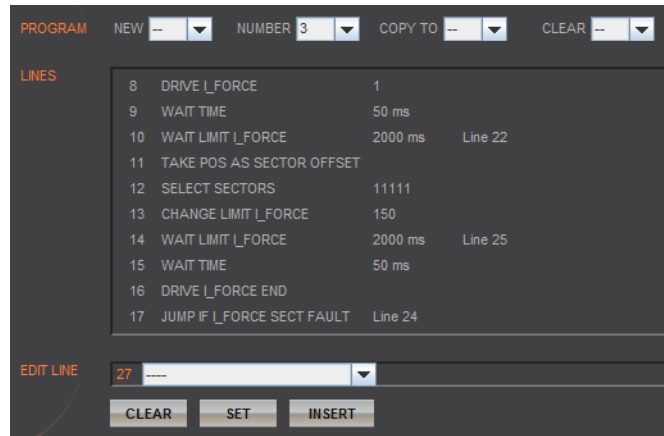 PROGRAM NEW -- NUMBER 3 COPY TO -- CLEAR --
LINES
8 DRIVE I_FORCE 1
9 WAIT TIME 50 ms
10 WAIT LIMIT I_FORCE 2000 ms Line 22
11 TAKE POS AS SECTOR OFFSET
12 SELECT SECTORS 11111
13 CHANGE LIMIT I_FORCE 150
14 WAIT LIMIT I_FORCE 2000 ms Line 25
15 WAIT TIME 50 ms
16 DRIVE I_FORCE END
17 JUMP IF I_FORCE SECT FAULT Line 24
EDIT LINE 27 ----
CLEAR SET INSERT